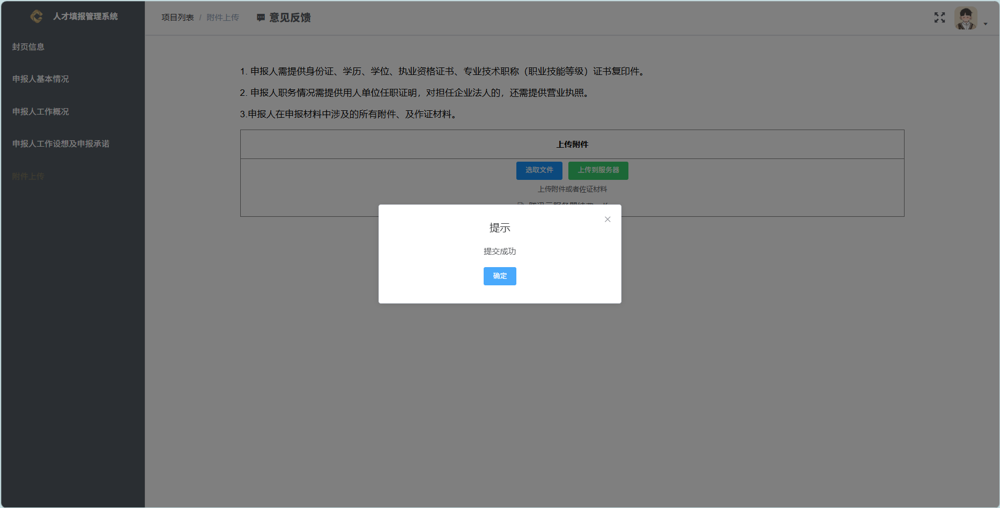 人才填报管理系统
项目列表 / 附件上传 意见反馈
封页信息
申报人基本情况
申报人工作概况
申报人工作设想及申报承诺
附件上传
1. 申报人需提供身份证、学历、学位、执业资格证书、专业技术职称（职业技能等级）证书复印件。
2. 申报人职务情况需提供用人单位任职证明，对担任企业法人的，还需提供营业执照。
3.申报人在申报材料中涉及的所有附件、及作证材料。
上传附件
选取文件 上传到服务器
上传附件或者佐证材料
提示
提交成功
确定